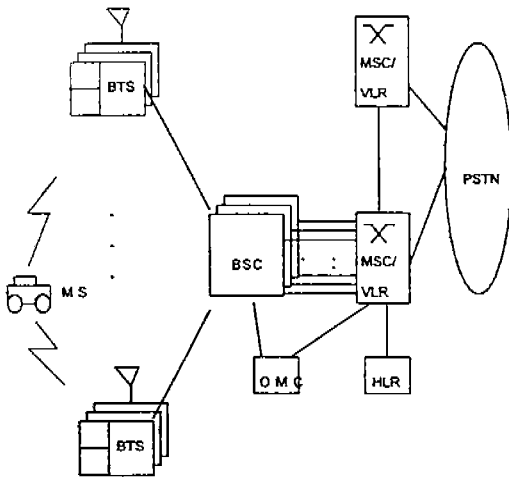 BTS
MSC/
VLR
PSTN
BSC
MSC/
VLR
M S
O M C
HLR
BTS